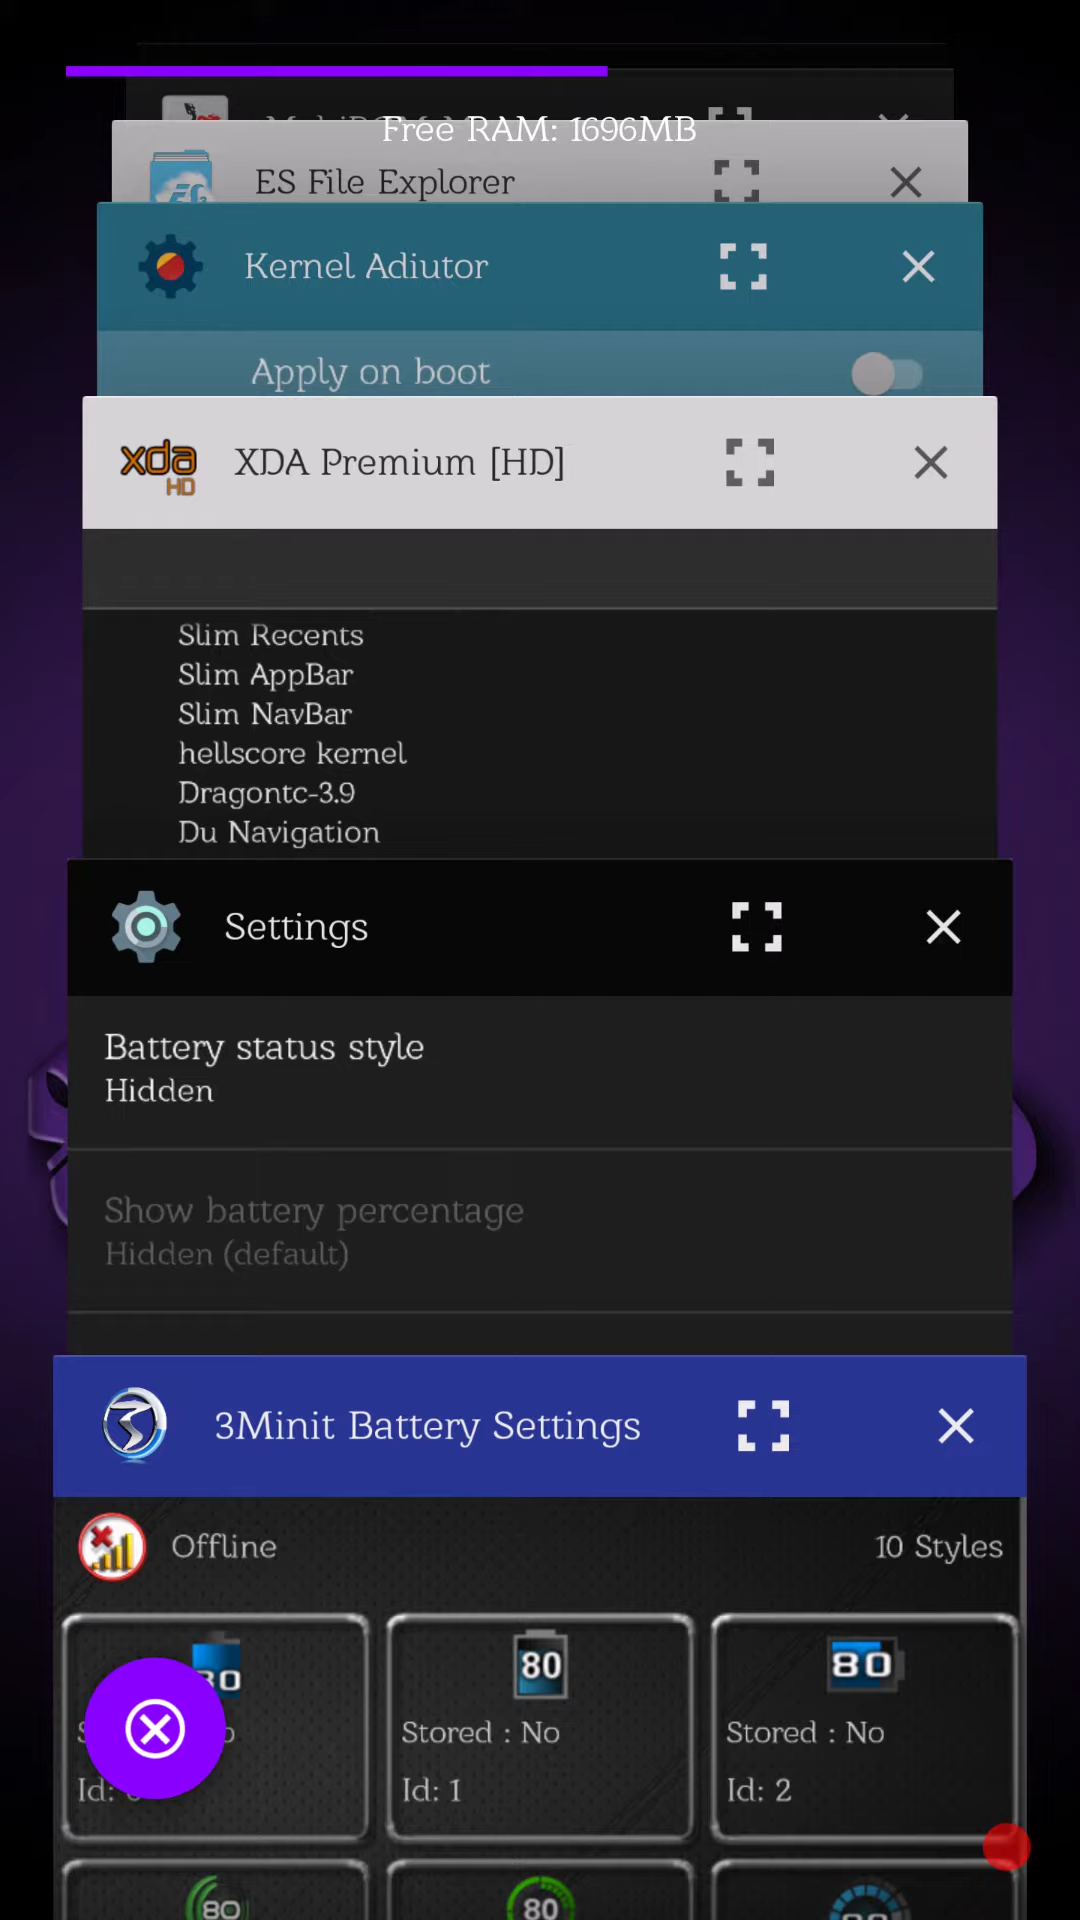 Free RAM: 1696MB
ES File Explorer
Kernel Adiutor
Apply on boot
xda
HD
XDA Premium [HD]
Slim Recents
Slim AppBar
Slim NavBar
hellscore kernel
Dragontc-3.9
Du Navigation
Settings
Battery status style
Hidden
Show battery percentage
Hidden (default)
3Minit Battery Settings
Offline
10 Styles
80
80
Stored : No
Stored : No
Id:
Id: 1
Id: 2
80
80